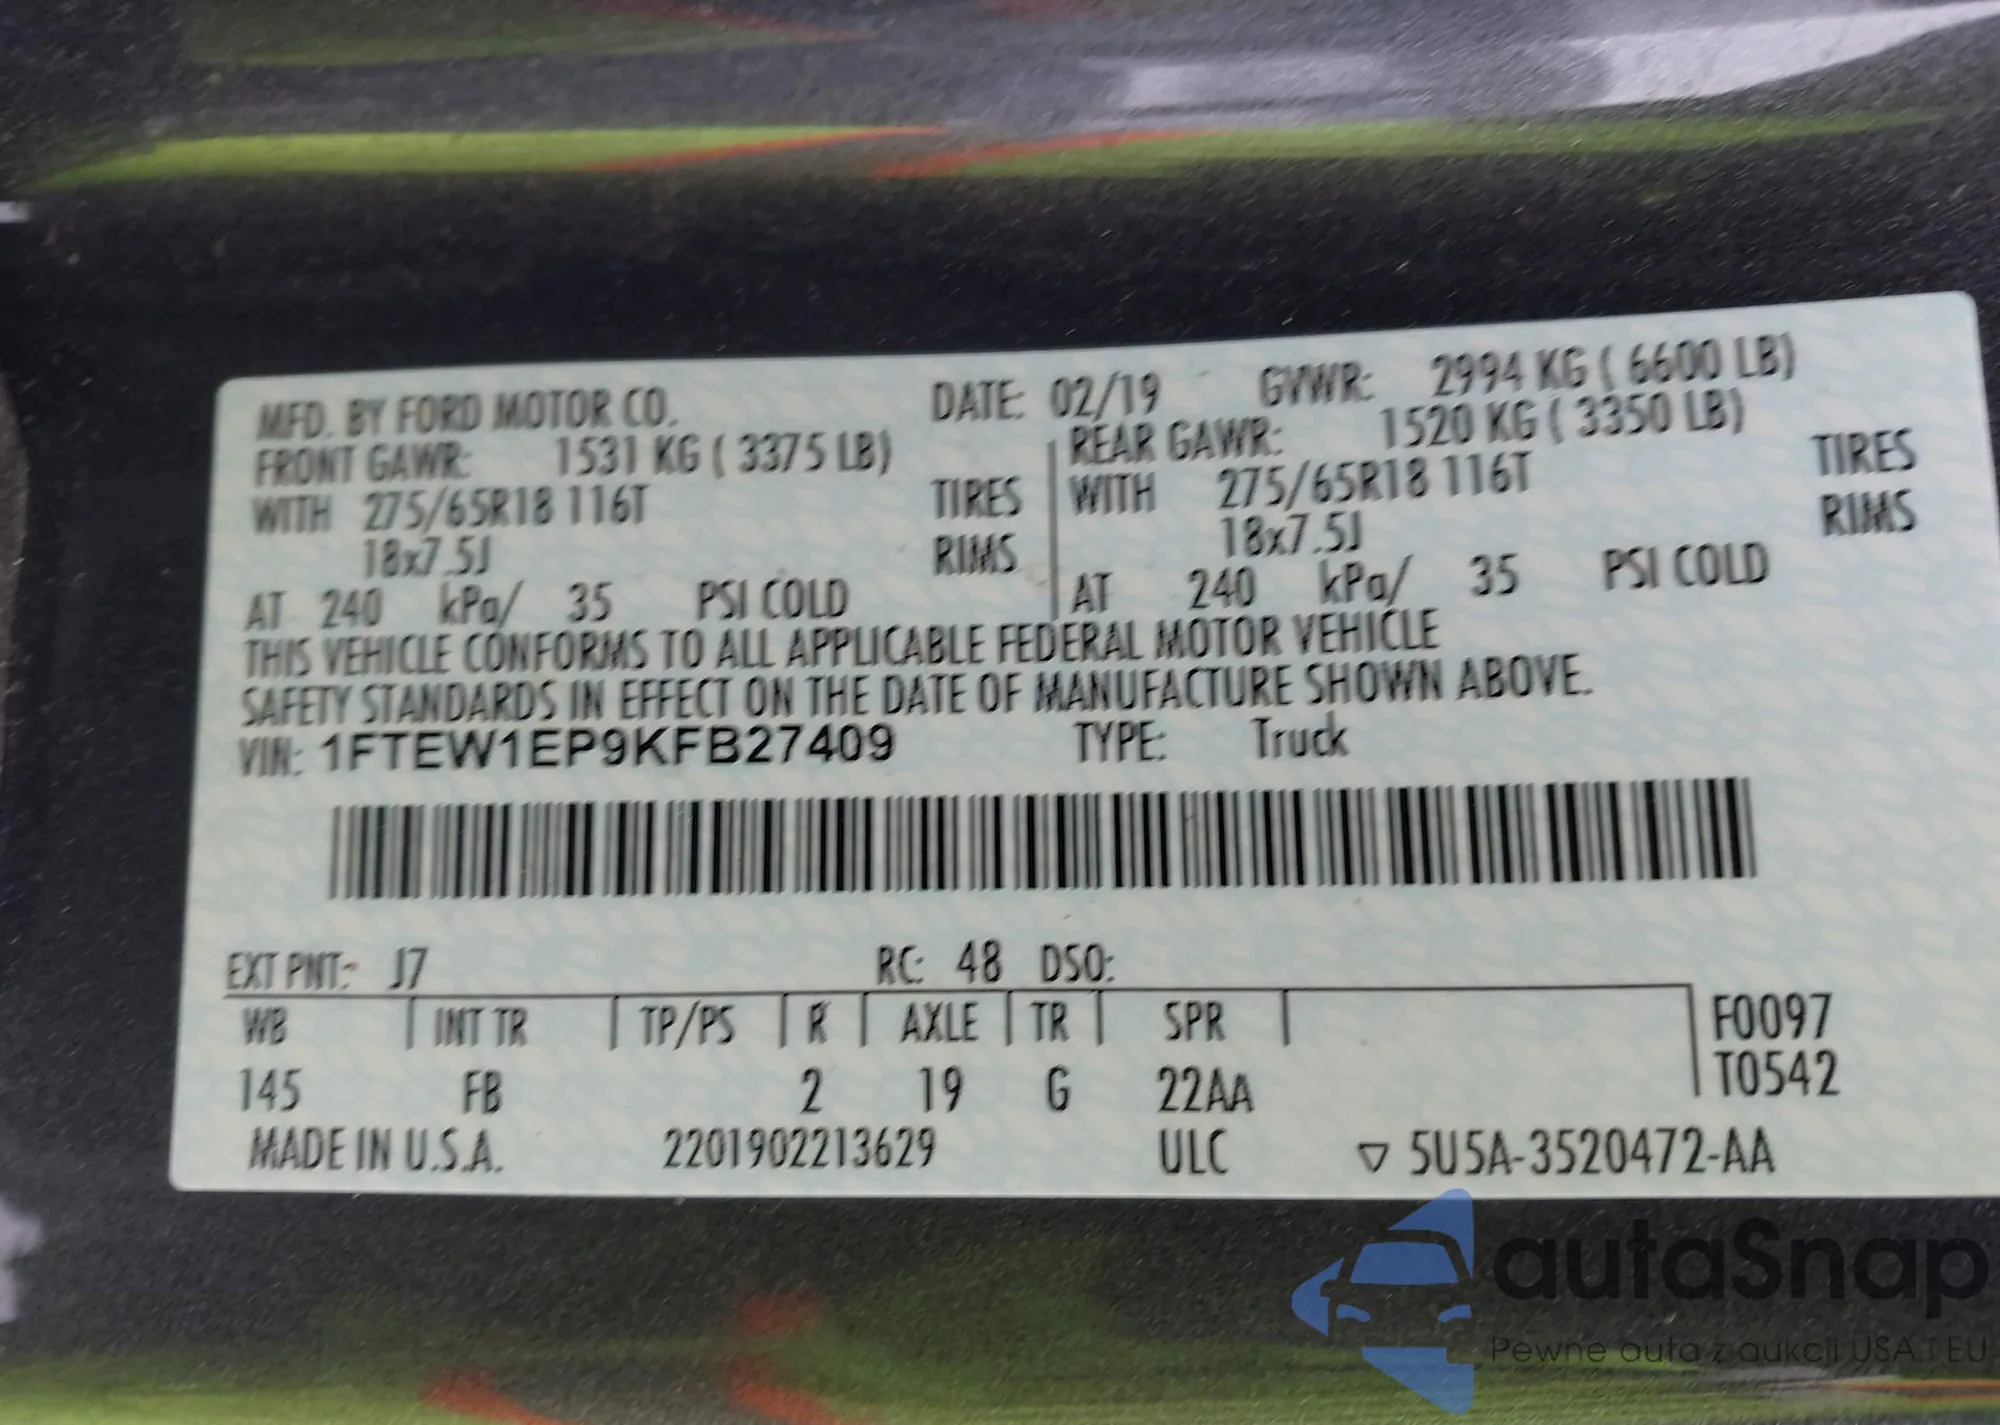 MFD. BY FORD MOTOR CO. DATE: 02/19 GVWR: 2994 KG ( 6600 LB)
FRONT GAWR: 1531 KG ( 3375 LB) REAR GAWR: 1520 KG ( 3350 LB)
WITH 275/65R18 116T TIRES WITH 275/65R18 116T TIRES
18x7.5J RIMS 18x7.5J RIMS
AT 240 kPa/ 35 PSI COLD AT 240 kPa/ 35 PSI COLD
THIS VEHICLE CONFORMS TO ALL APPLICABLE FEDERAL MOTOR VEHICLE
SAFETY STANDARDS IN EFFECT ON THE DATE OF MANUFACTURE SHOWN ABOVE.
VIN: 1FTEW1EP9KFB27409 TYPE: Truck
EXT PNT: J7 RC: 48 DSO:
WB INT TR TP/PS R AXLE TR SPR F0097
145 FB 2 19 G 22AA T0542
MADE IN U.S.A. 2201902213629 ULC ▽ 5U5A-3520472-AA
autaSnap
Pewne auta z aukcji USA i EU